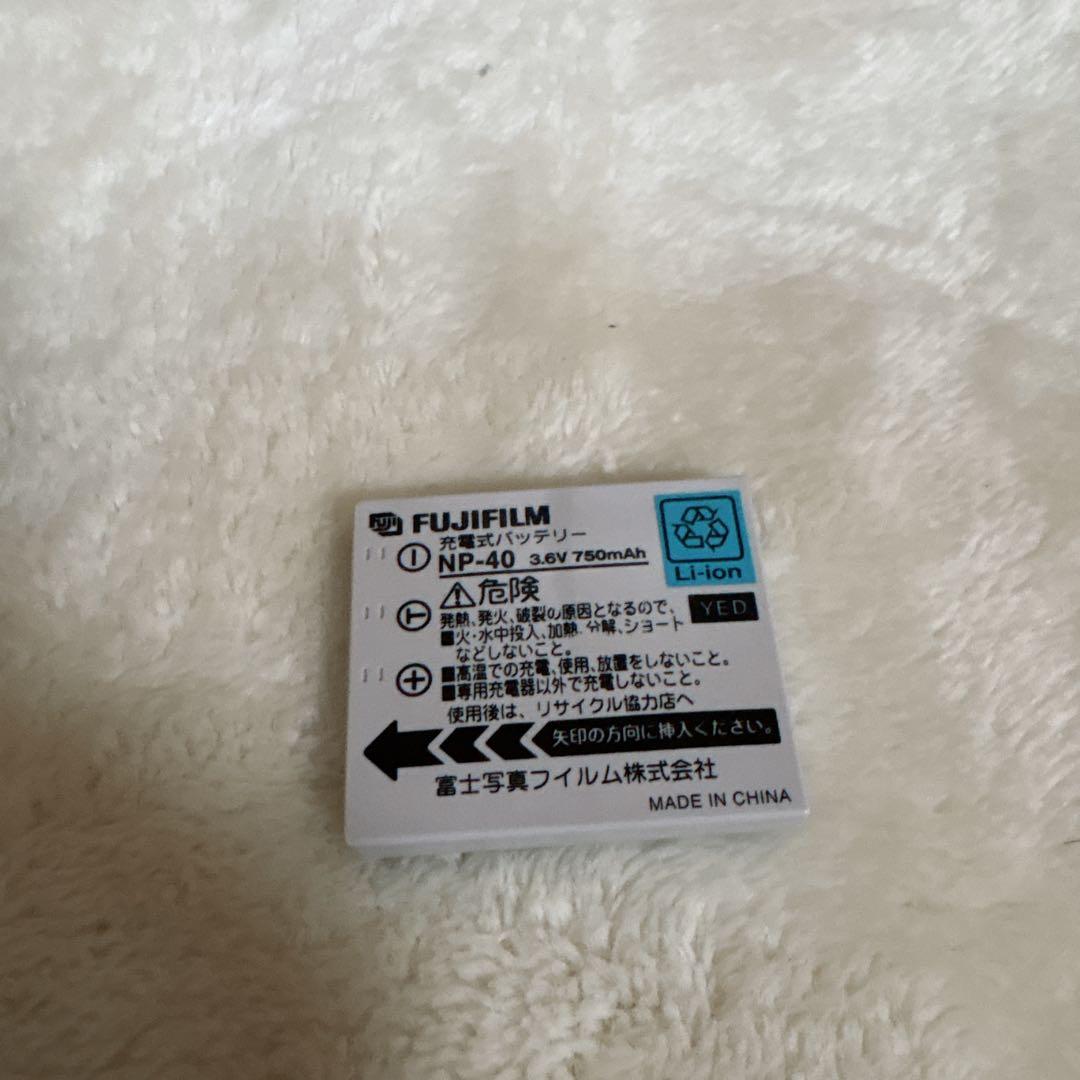 FUJI FUJIFILM
充電式バッテリー
NP-40 3.6V 750mAh
Li-ion
危険
YED
発熱、発火、破裂の原因となるので、
■火・水中投入、加熱、分解、ショート
などしないこと。
■高温での充電、使用、放置をしないこと。
■専用充電器以外で充電しないこと。
使用後は、リサイクル協力店へ
矢印の方向に挿入ください。
富士写真フイルム株式会社
MADE IN CHINA
− T +